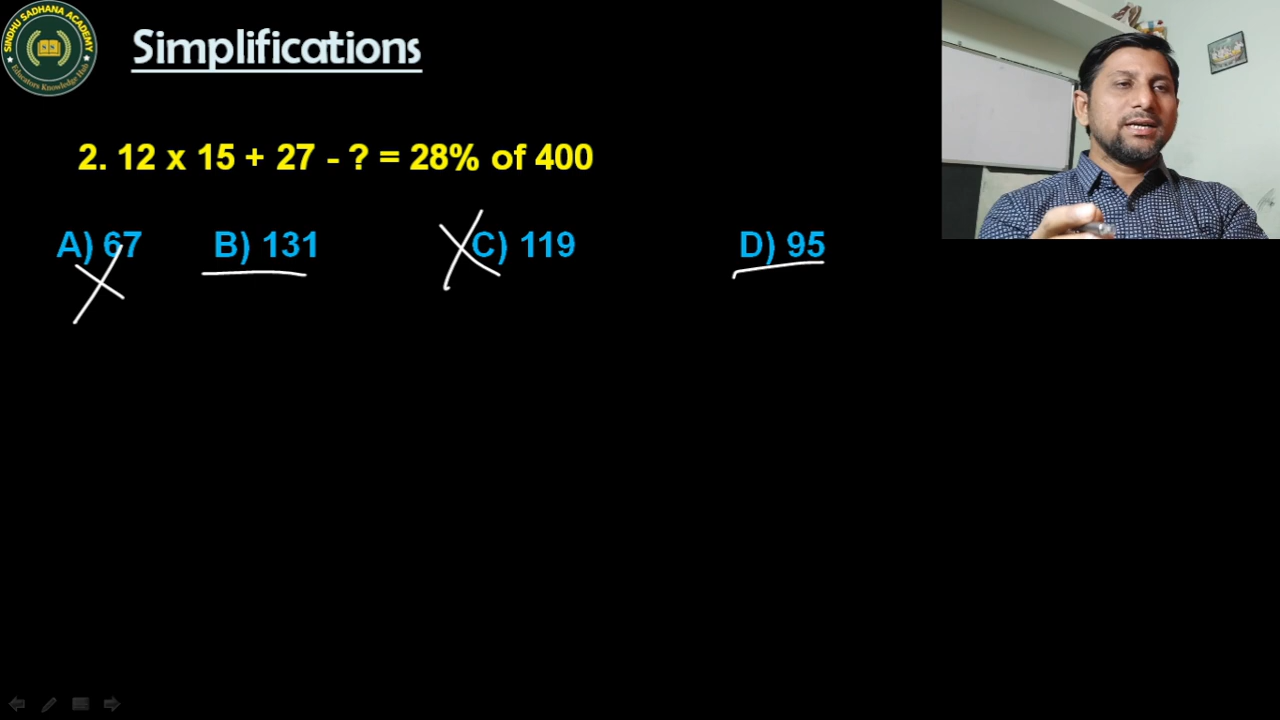 SINDHU SADHANA ACADEMY
Educators Knowledge Hub
Simplifications
2. 12 x 15 + 27 - ? = 28% of 400
A) 67 B) 131 C) 119 D) 95